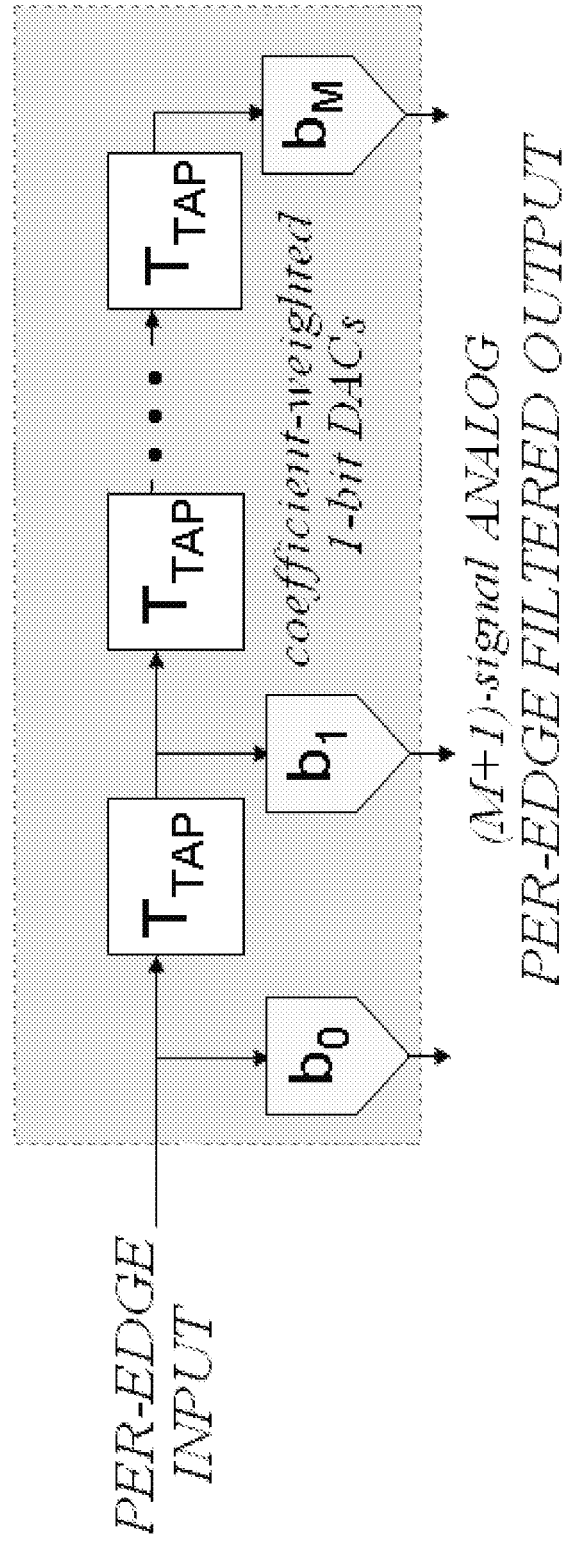 PER-EDGE
INPUT
T_TAP
T_TAP
• • •
T_TAP
b_0
b_1
b_M
coefficient-weighted
1-bit DACs
(M+1)-signal ANALOG
PER-EDGE FILTERED OUTPUT